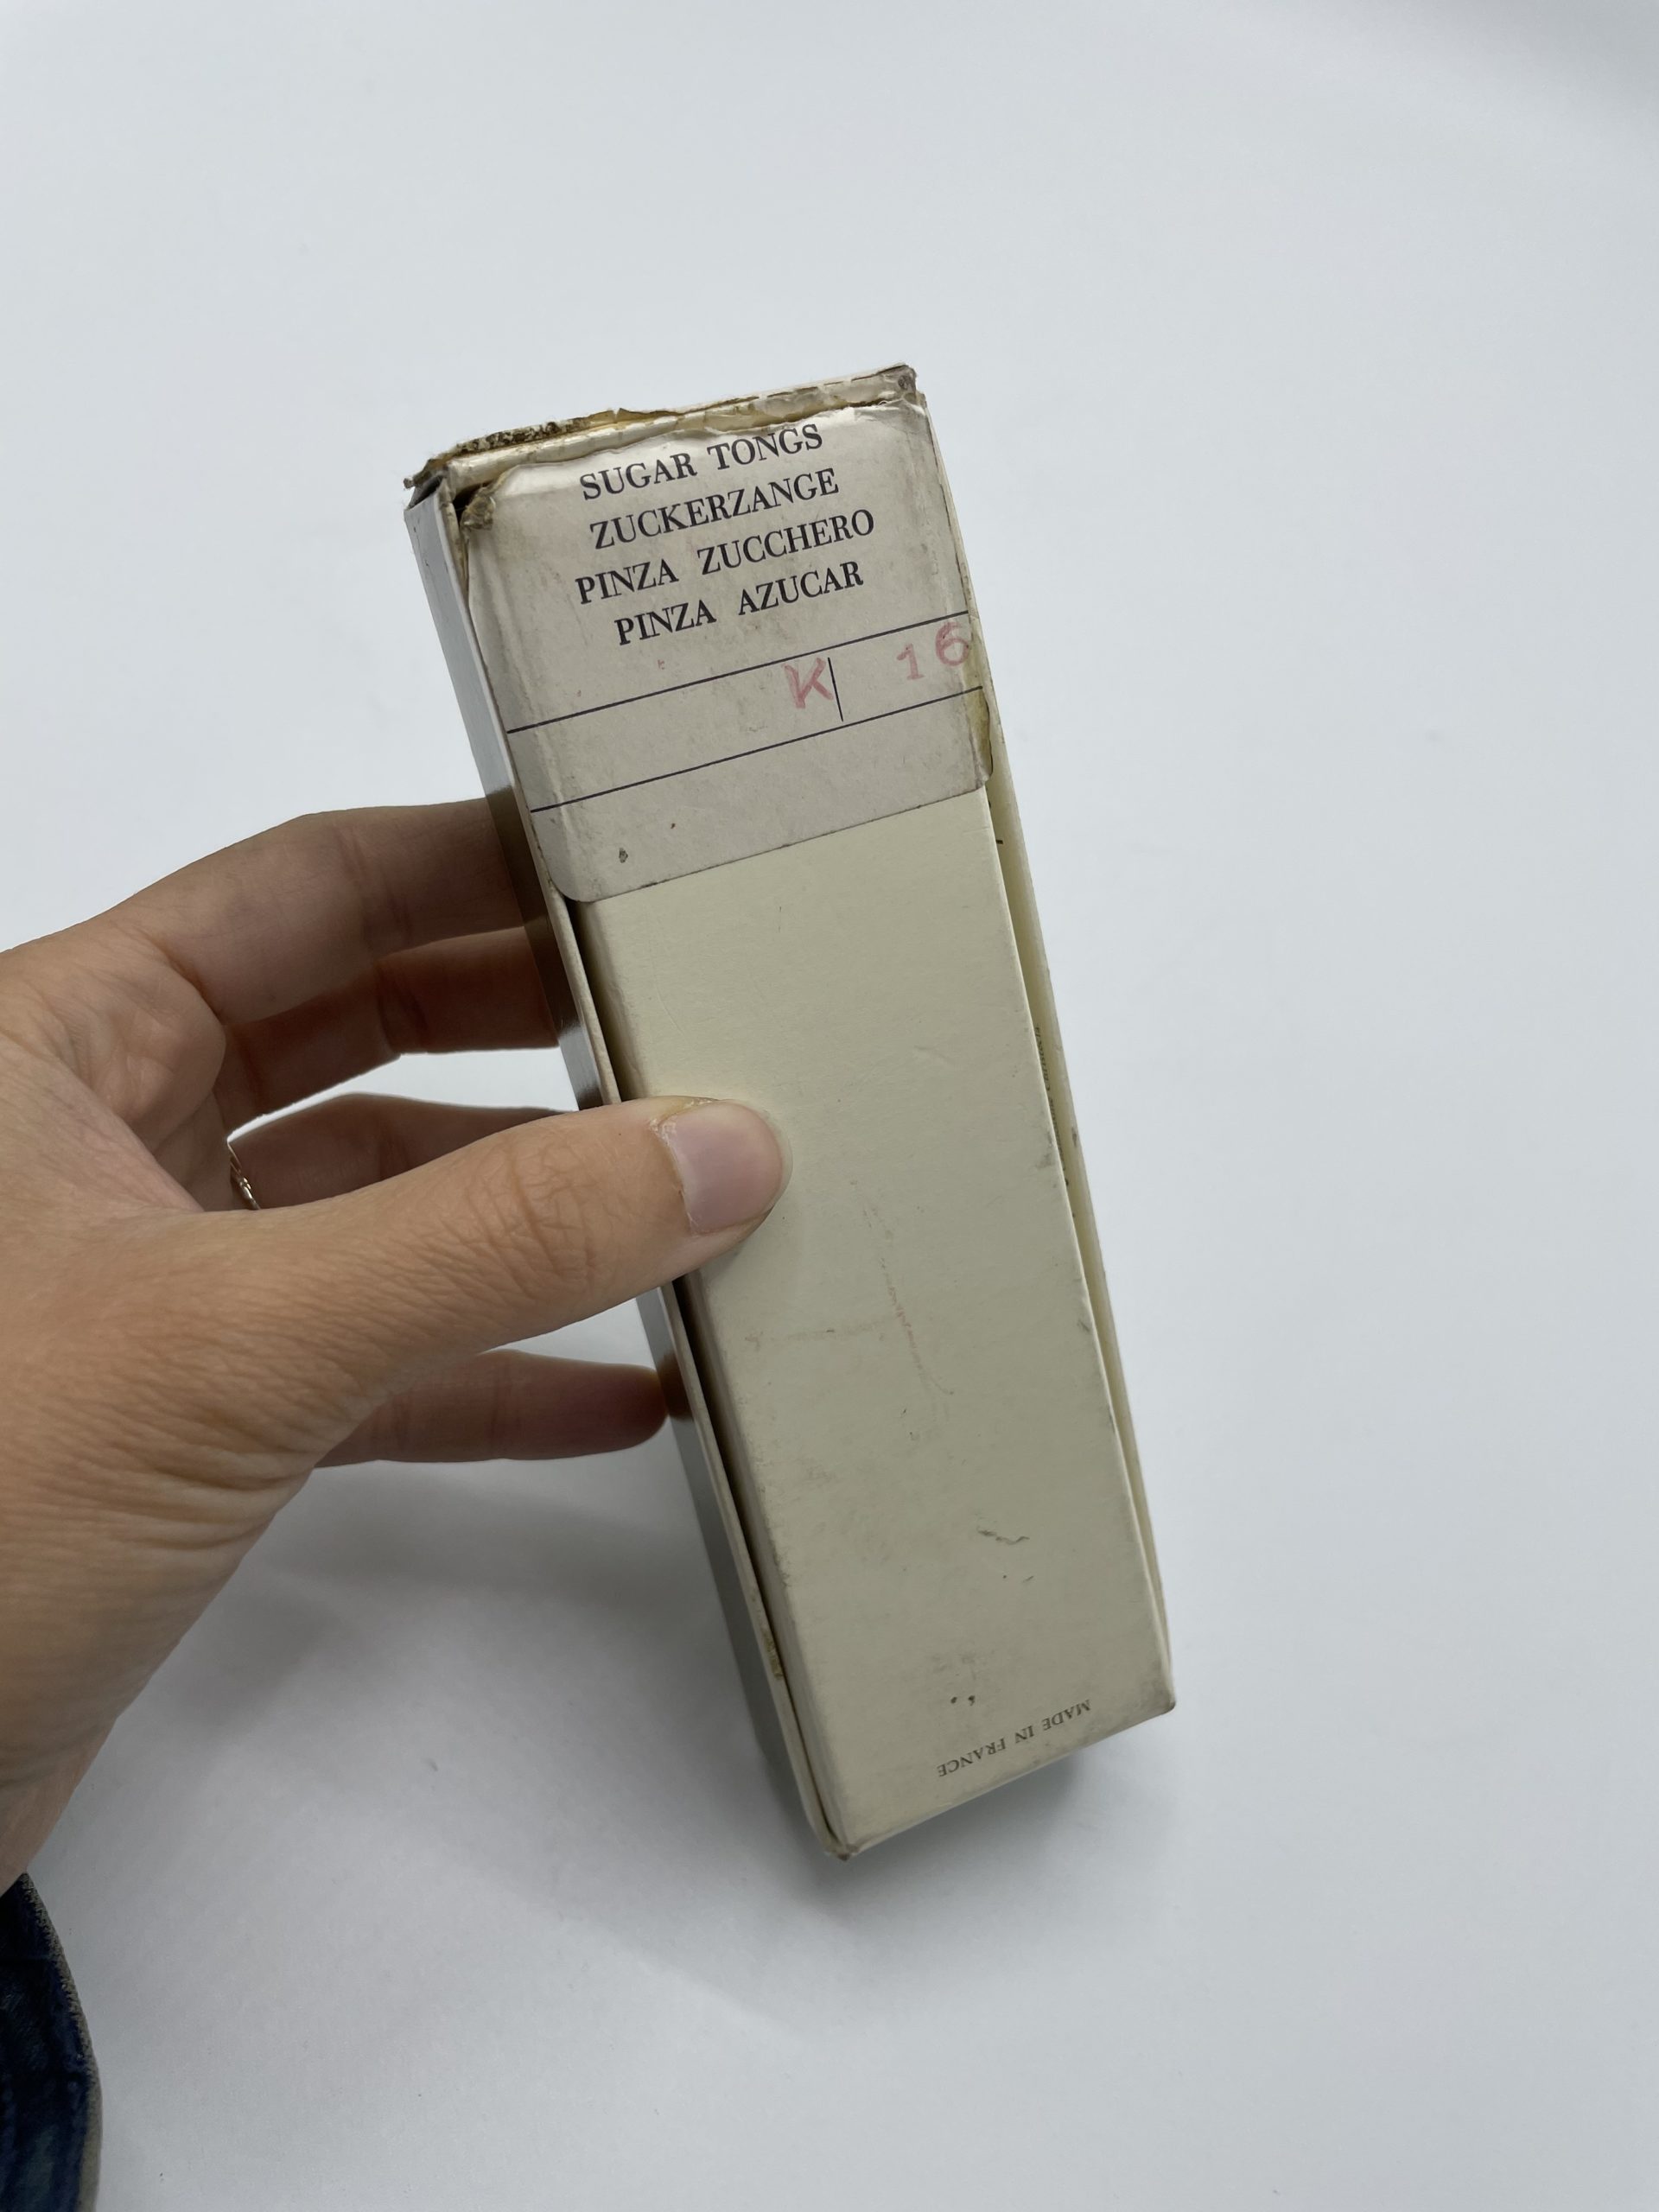 SUGAR TONGS
ZUCKERZANGE
PINZA ZUCCHERO
PINZA AZUCAR
K 16
MADE IN FRANCE